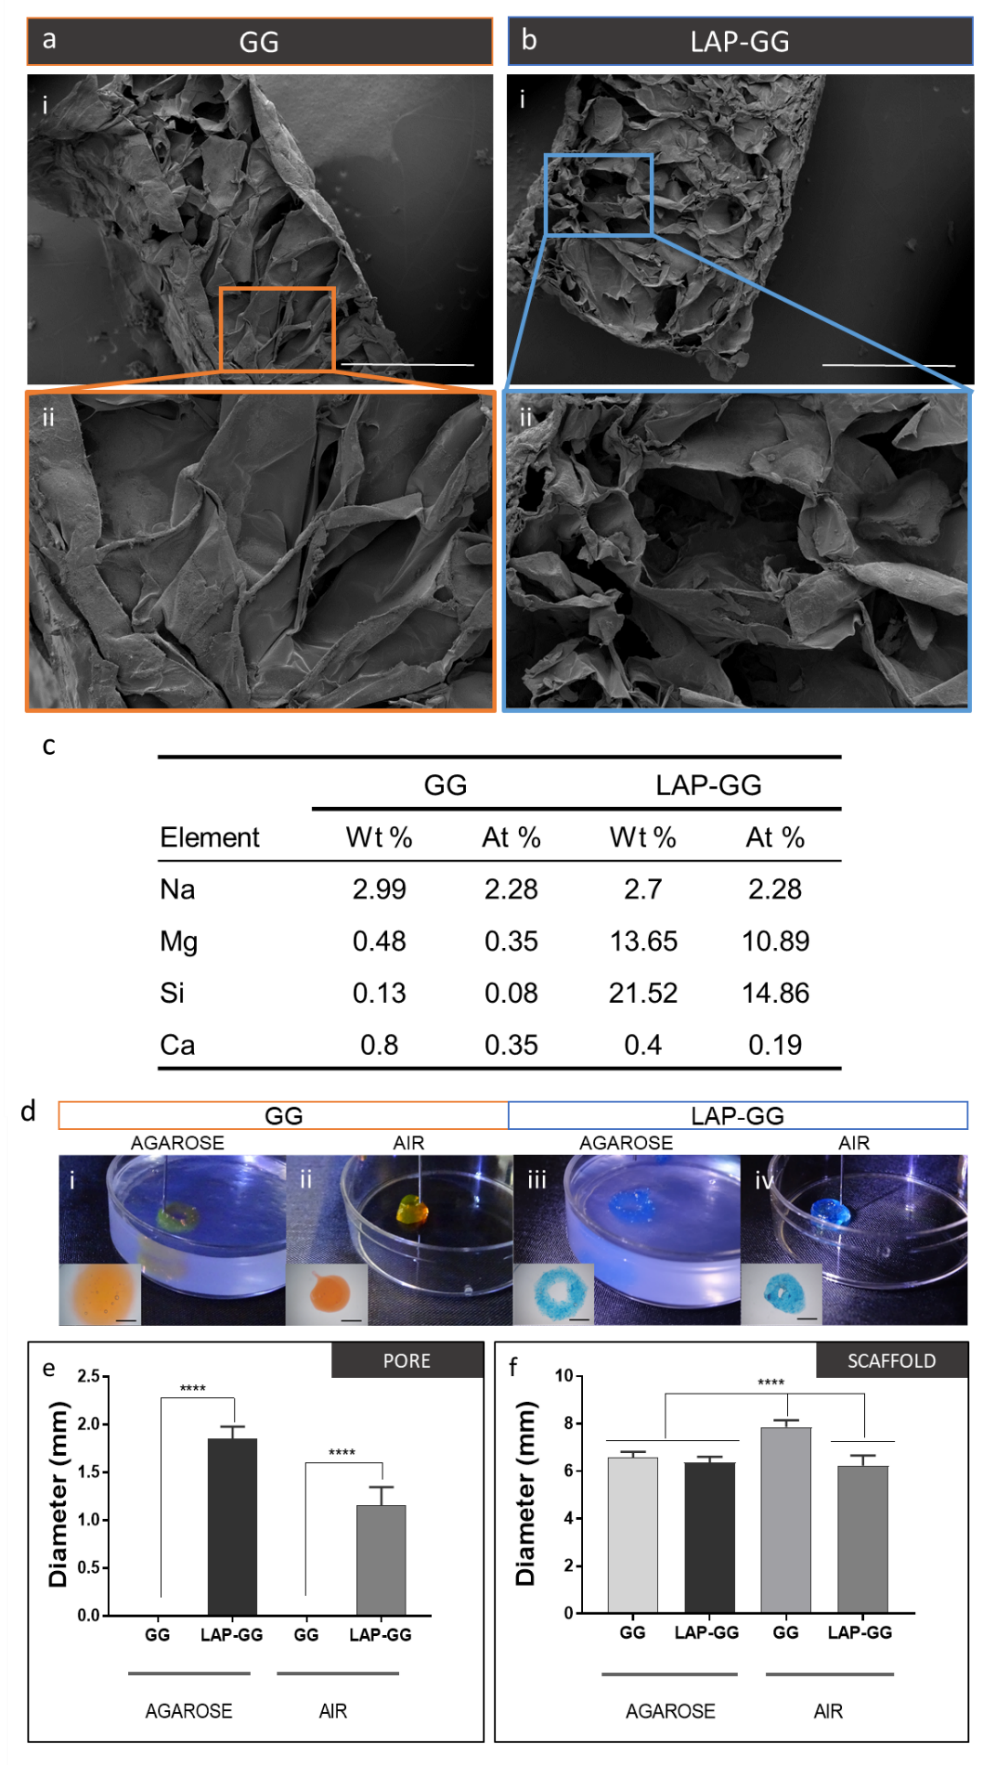 a GG
b LAP-GG
i
i
ii
ii
c
GG LAP-GG
Element Wt % At % Wt % At %
Na 2.99 2.28 2.7 2.28
Mg 0.48 0.35 13.65 10.89
Si 0.13 0.08 21.52 14.86
Ca 0.8 0.35 0.4 0.19
d
GG LAP-GG
AGAROSE AIR AGAROSE AIR
i ii iii iv
e PORE
Diameter (mm)
2.5
2.0
1.5
1.0
0.5
0.0
****
****
GG LAP-GG GG LAP-GG
AGAROSE AIR
f SCAFFOLD
Diameter (mm)
10
8
6
4
2
0
****
GG LAP-GG GG LAP-GG
AGAROSE AIR